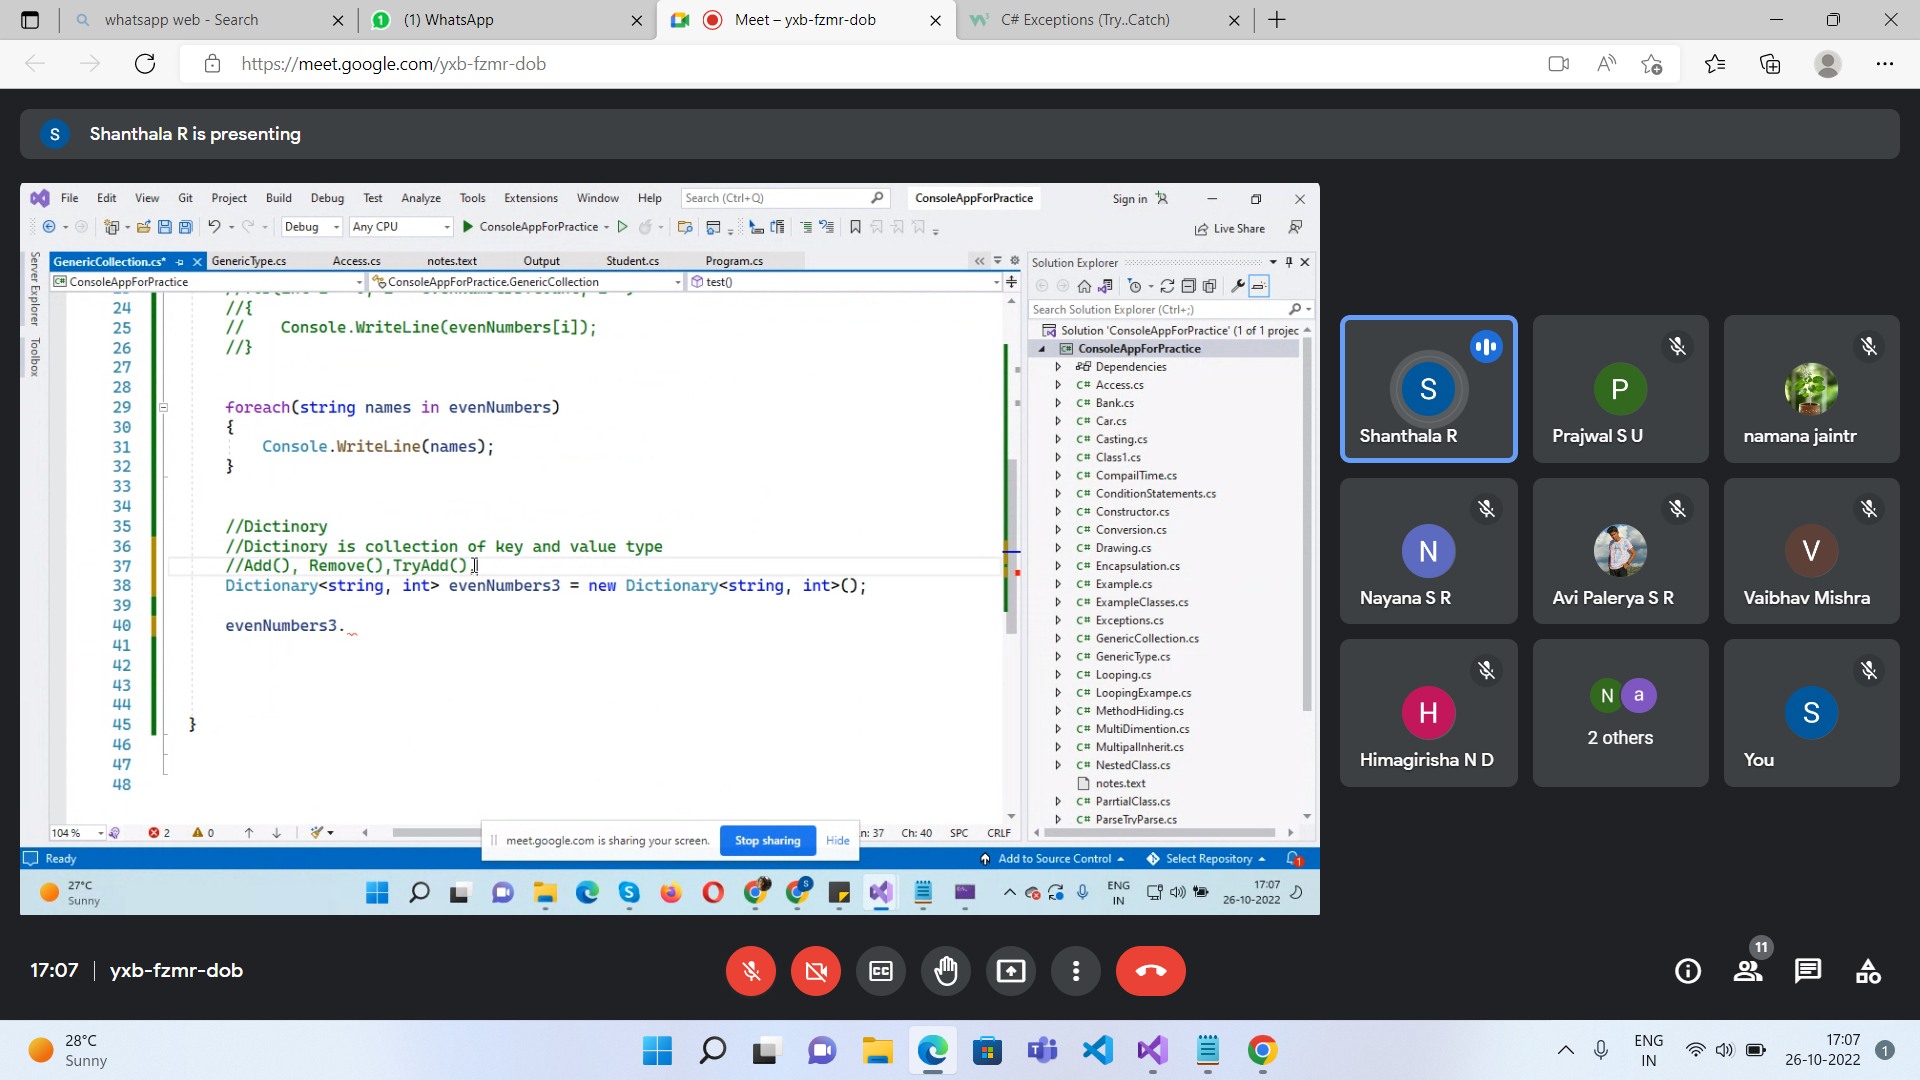 whatsapp web - Search
(1) WhatsApp
Meet – yxb-fzmr-dob
C# Exceptions (Try..Catch)
https://meet.google.com/yxb-fzmr-dob
S Shanthala R is presenting
File Edit View Git Project Build Debug Test Analyze Tools Extensions Window Help Search (Ctrl+Q) ConsoleAppForPractice Sign in
Debug Any CPU ConsoleAppForPractice Live Share
Server Explorer
Toolbox
GenericCollection.cs* GenericType.cs Access.cs notes.text Output Student.cs Program.cs
ConsoleAppForPractice ConsoleAppForPractice.GenericCollection test()
24 //{
25 // Console.WriteLine(evenNumbers[i]);
26 //}
27
28
29 foreach(string names in evenNumbers)
30 {
31 Console.WriteLine(names);
32 }
33
34
35 //Dictinory
36 //Dictinory is collection of key and value type
37 //Add(), Remove(),TryAdd(),
38 Dictionary<string, int> evenNumbers3 = new Dictionary<string, int>();
39
40 evenNumbers3.
41
42
43
44
45 }
46
47
48
104 % 2 0 Ln: 37 Ch: 40 SPC CRLF
meet.google.com is sharing your screen. Stop sharing Hide
Solution Explorer
Search Solution Explorer (Ctrl+;)
Solution 'ConsoleAppForPractice' (1 of 1 projec
ConsoleAppForPractice
Dependencies
C# Access.cs
C# Bank.cs
C# Car.cs
C# Casting.cs
C# Class1.cs
C# CompailTime.cs
C# ConditionStatements.cs
C# Constructor.cs
C# Conversion.cs
C# Drawing.cs
C# Encapsulation.cs
C# Example.cs
C# ExampleClasses.cs
C# Exceptions.cs
C# GenericCollection.cs
C# GenericType.cs
C# Looping.cs
C# LoopingExampe.cs
C# MethodHiding.cs
C# MultiDimention.cs
C# MultipalInherit.cs
C# NestedClass.cs
notes.text
C# ParrtialClass.cs
C# ParseTryParse.cs
Ready Add to Source Control Select Repository 1
27°C
Sunny
ENG
IN
17:07
26-10-2022
S
Shanthala R
P
Prajwal S U
namana jaintr
N
Nayana S R
Avi Palerya S R
V
Vaibhav Mishra
H
Himagirisha N D
N a
2 others
S
You
17:07 yxb-fzmr-dob
11
28°C
Sunny
ENG
IN
17:07
26-10-2022
1